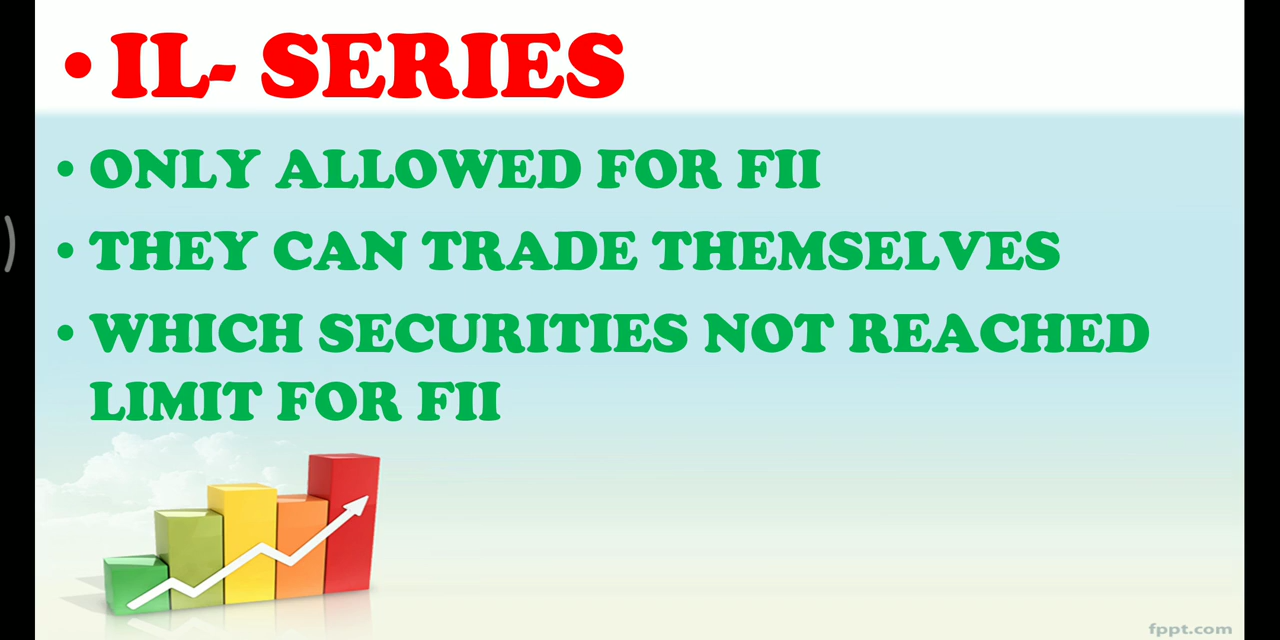 • IL- SERIES
• ONLY ALLOWED FOR FII
• THEY CAN TRADE THEMSELVES
• WHICH SECURITIES NOT REACHED
LIMIT FOR FII
fppt.com